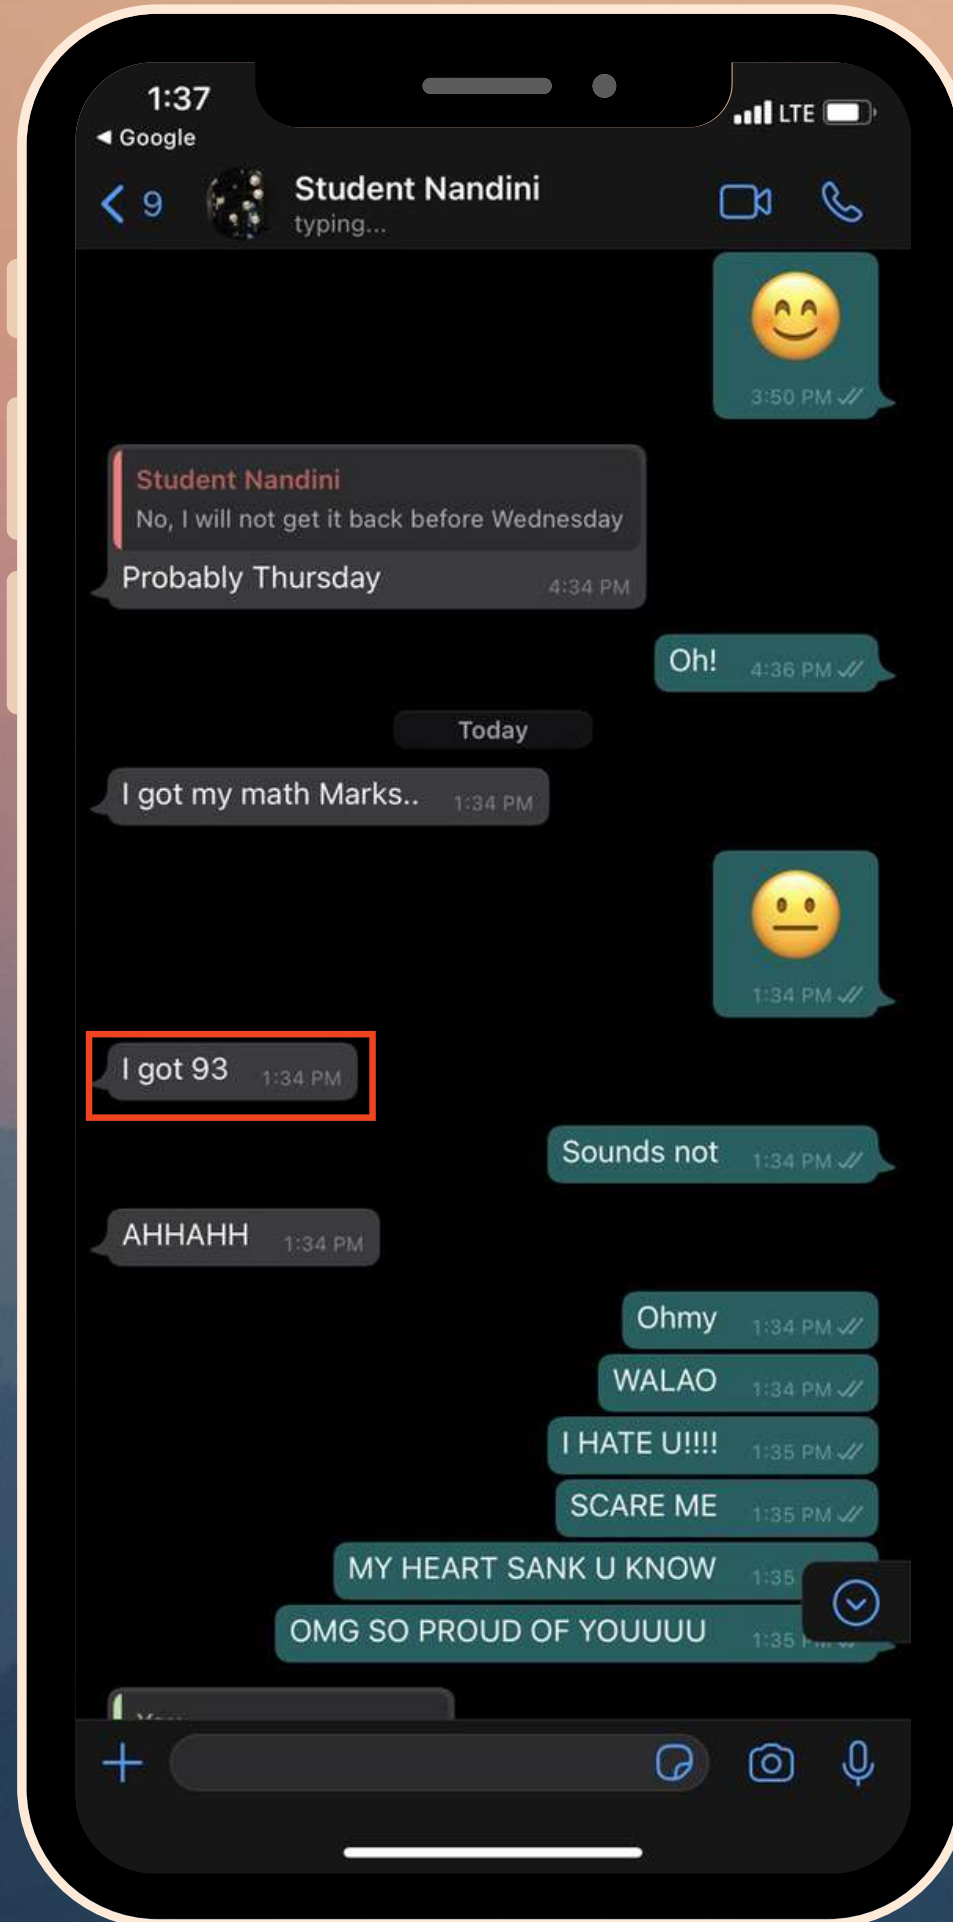 1:37
LTE
◀ Google
9
Student Nandini
typing...
3:50 PM
Student Nandini
No, I will not get it back before Wednesday
Probably Thursday 4:34 PM
Oh! 4:36 PM
Today
I got my math Marks.. 1:34 PM
1:34 PM
I got 93 1:34 PM
Sounds not 1:34 PM
AHHAHH 1:34 PM
Ohmy 1:34 PM
WALAO 1:34 PM
I HATE U!!!! 1:35 PM
SCARE ME 1:35 PM
MY HEART SANK U KNOW 1:35
OMG SO PROUD OF YOUUUU 1:35